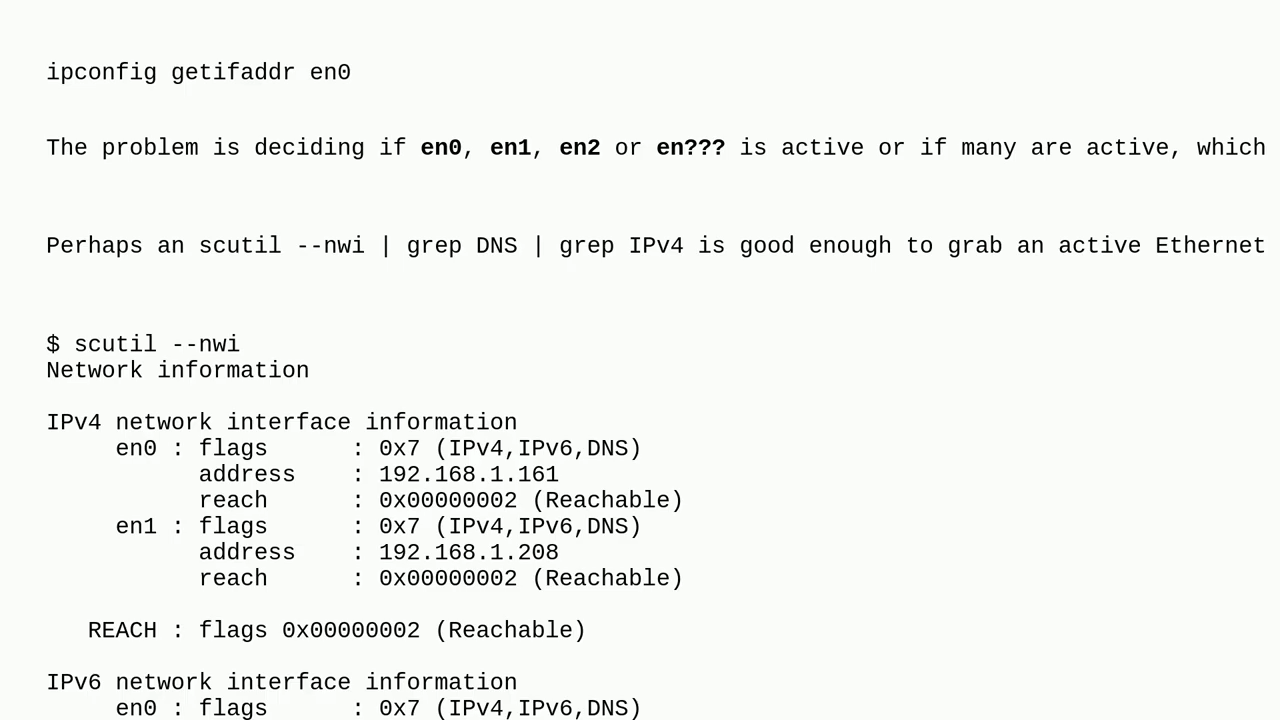 ipconfig getifaddr en0
The problem is deciding if en0, en1, en2 or en??? is active or if many are active, which
Perhaps an scutil --nwi | grep DNS | grep IPv4 is good enough to grab an active Ethernet
$ scutil --nwi
Network information
IPv4 network interface information
en0 : flags      : 0x7 (IPv4,IPv6,DNS)
address    : 192.168.1.161
reach      : 0x00000002 (Reachable)
en1 : flags      : 0x7 (IPv4,IPv6,DNS)
address    : 192.168.1.208
reach      : 0x00000002 (Reachable)
REACH : flags 0x00000002 (Reachable)
IPv6 network interface information
en0 : flags      : 0x7 (IPv4,IPv6,DNS)